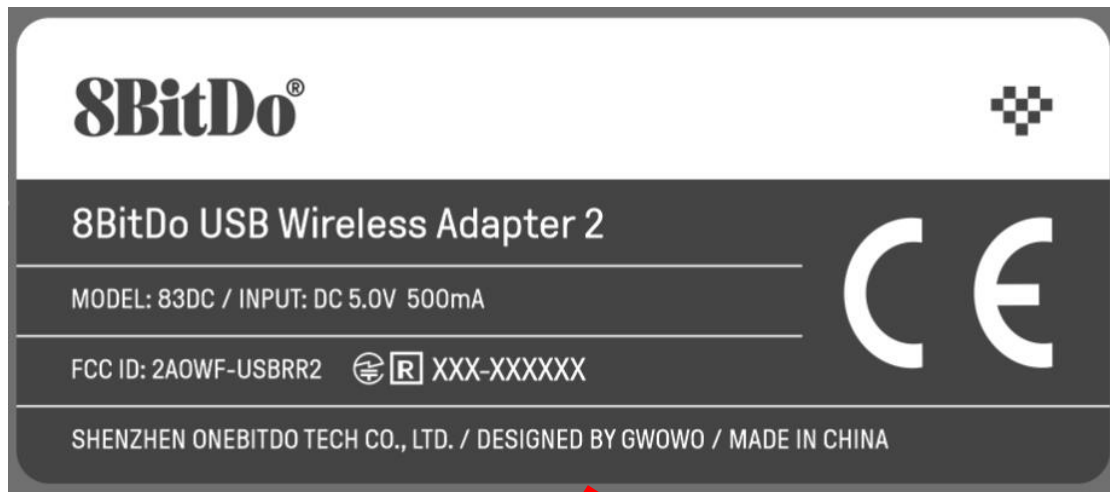 8BitDo®
8BitDo USB Wireless Adapter 2
MODEL: 83DC / INPUT: DC 5.0V 500mA
FCC ID: 2AOWF-USBRR2 R XXX-XXXXXX
CE
SHENZHEN ONEBITDO TECH CO., LTD. / DESIGNED BY GWOWO / MADE IN CHINA